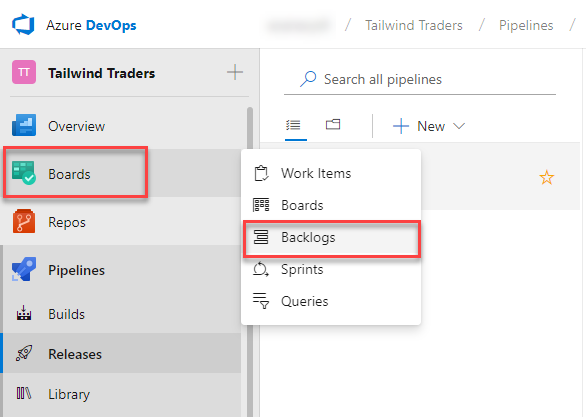 Azure DevOps
/ Tailwind Traders / Pipelines /
TT Tailwind Traders
Search all pipelines
Overview
New
Boards
Work Items
Boards
Repos
Backlogs
Pipelines
Sprints
Builds
Queries
Releases
Library